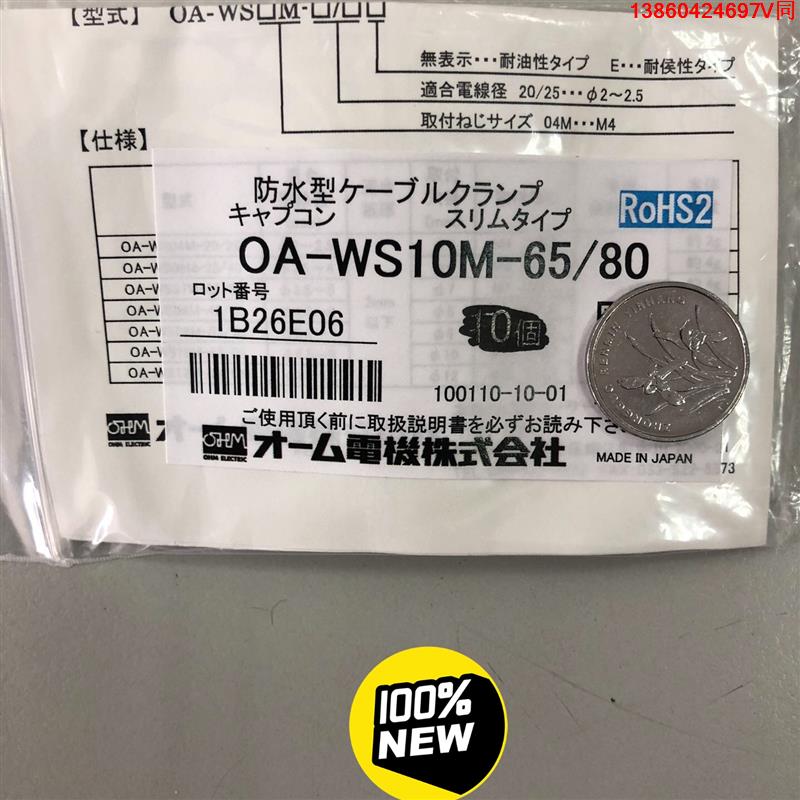 13860424697V同
【型式】 OA-WS□M-□/□□
無表示･･･耐油性タイプ E･･･耐侯性タイプ
適合電線径 20/25･･･φ2～2.5
取付ねじサイズ 04M･･･M4
【仕様】
防水型ケーブルクランプ
キャプコン スリムタイプ
RoHS2
OA-WS10M-65/80
ロット番号
1B26E06
10個
100110-10-01
ご使用頂く前に取扱説明書を必ずお読み下さ
OHM
OHM ELECTRIC
オーム電機株式会社
MADE IN JAPAN
73
100%
NEW